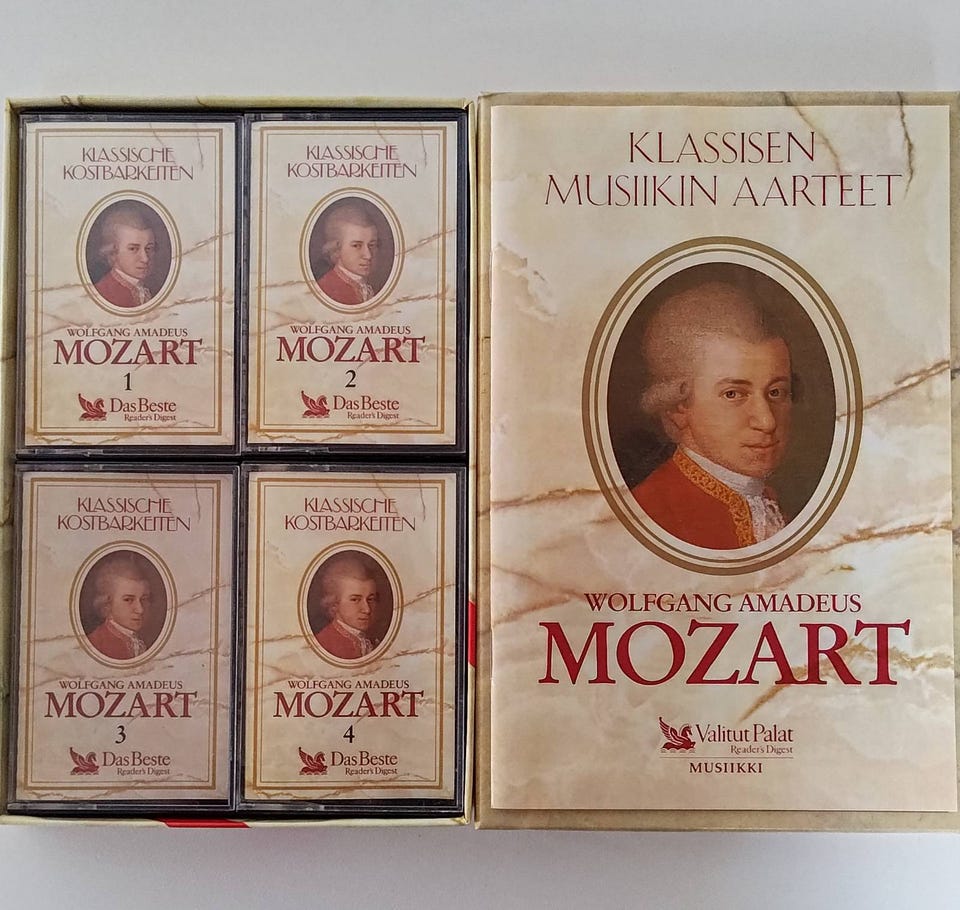 KLASSISCHE
KOSTBARKEITEN
WOLFGANG AMADEUS
MOZART
1
Das Beste
Reader's Digest
KLASSISCHE
KOSTBARKEITEN
WOLFGANG AMADEUS
MOZART
2
Das Beste
Reader's Digest
KLASSISCHE
KOSTBARKEITEN
WOLFGANG AMADEUS
MOZART
3
Das Beste
Reader's Digest
KLASSISCHE
KOSTBARKEITEN
WOLFGANG AMADEUS
MOZART
4
Das Beste
Reader's Digest
KLASSISEN
MUSIIKIN AARTEET
WOLFGANG AMADEUS
MOZART
Valitut Palat
Reader's Digest
MUSIIKKI